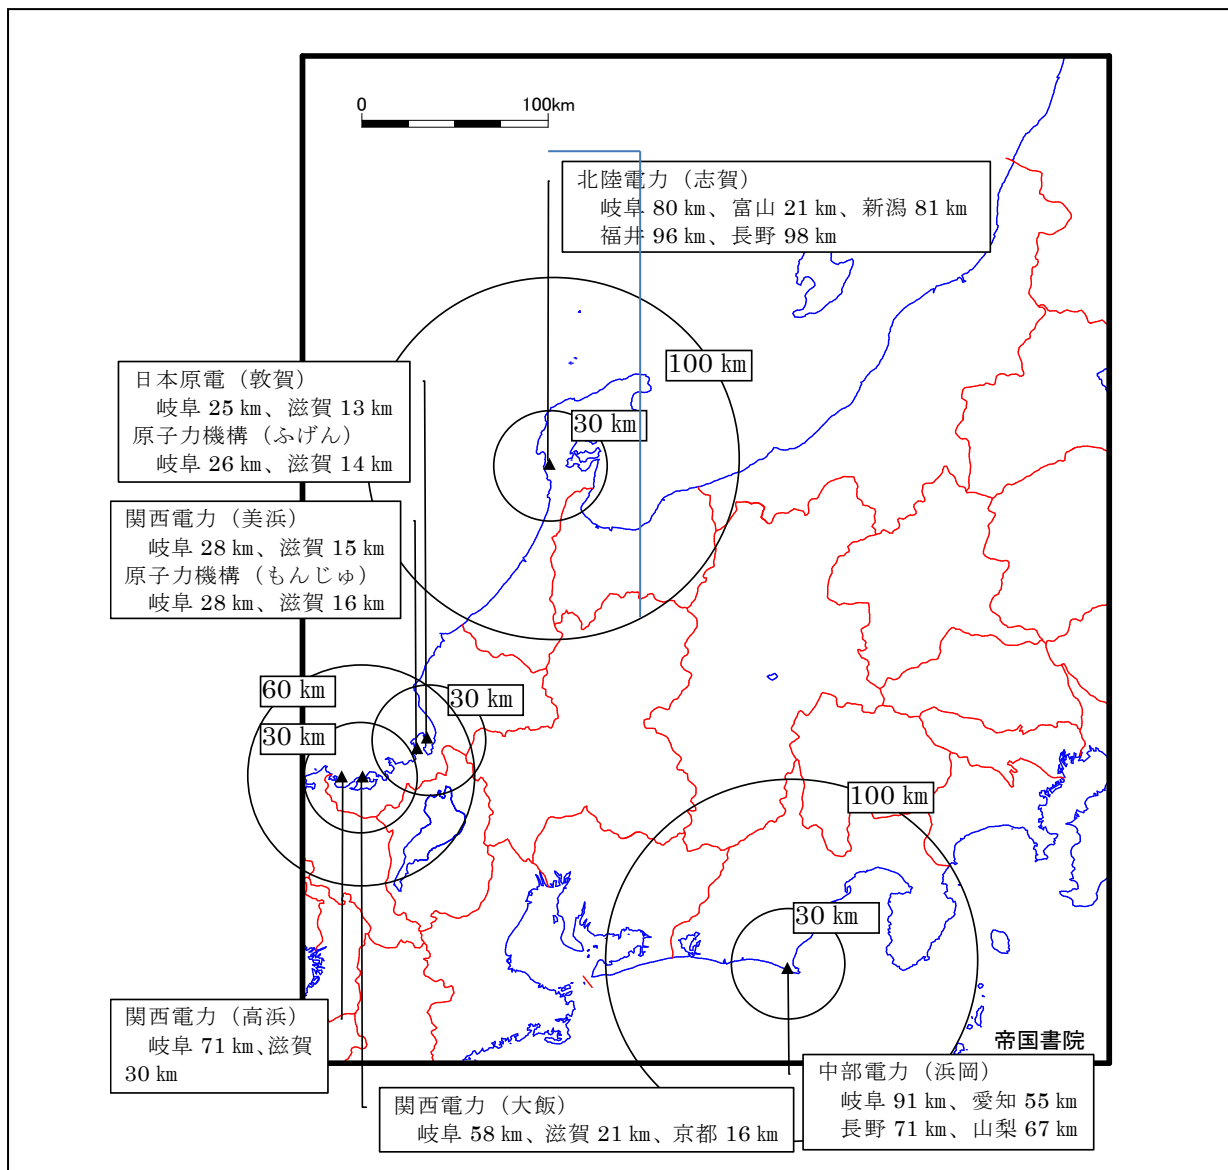 0 100km
北陸電力（志賀）
岐阜 80 ㎞、富山 21 ㎞、新潟 81 ㎞
福井 96 ㎞、長野 98 ㎞
100 ㎞
30 ㎞
日本原電（敦賀）
岐阜 25 ㎞、滋賀 13 ㎞
原子力機構（ふげん）
岐阜 26 ㎞、滋賀 14 ㎞
関西電力（美浜）
岐阜 28 ㎞、滋賀 15 ㎞
原子力機構（もんじゅ）
岐阜 28 ㎞、滋賀 16 ㎞
60 ㎞
30 ㎞
30 ㎞
100 ㎞
30 ㎞
関西電力（高浜）
岐阜 71 ㎞、滋賀
30 ㎞
帝国書院
中部電力（浜岡）
岐阜 91 ㎞、愛知 55 ㎞
長野 71 ㎞、山梨 67 ㎞
関西電力（大飯）
岐阜 58 ㎞、滋賀 21 ㎞、京都 16 ㎞